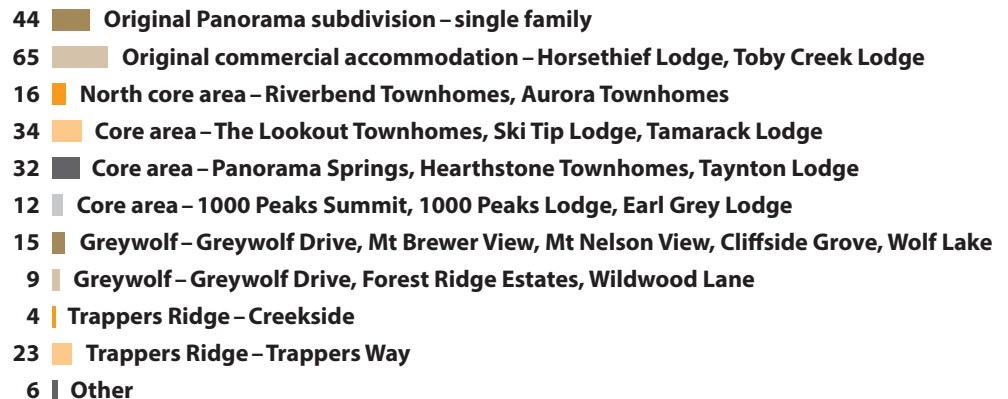 44 Original Panorama subdivision – single family
65 Original commercial accommodation – Horsethief Lodge, Toby Creek Lodge
16 North core area – Riverbend Townhomes, Aurora Townhomes
34 Core area – The Lookout Townhomes, Ski Tip Lodge, Tamarack Lodge
32 Core area – Panorama Springs, Hearthstone Townhomes, Taynton Lodge
12 Core area – 1000 Peaks Summit, 1000 Peaks Lodge, Earl Grey Lodge
15 Greywolf – Greywolf Drive, Mt Brewer View, Mt Nelson View, Cliffside Grove, Wolf Lake
9 Greywolf – Greywolf Drive, Forest Ridge Estates, Wildwood Lane
4 Trappers Ridge – Creekside
23 Trappers Ridge – Trappers Way
6 Other